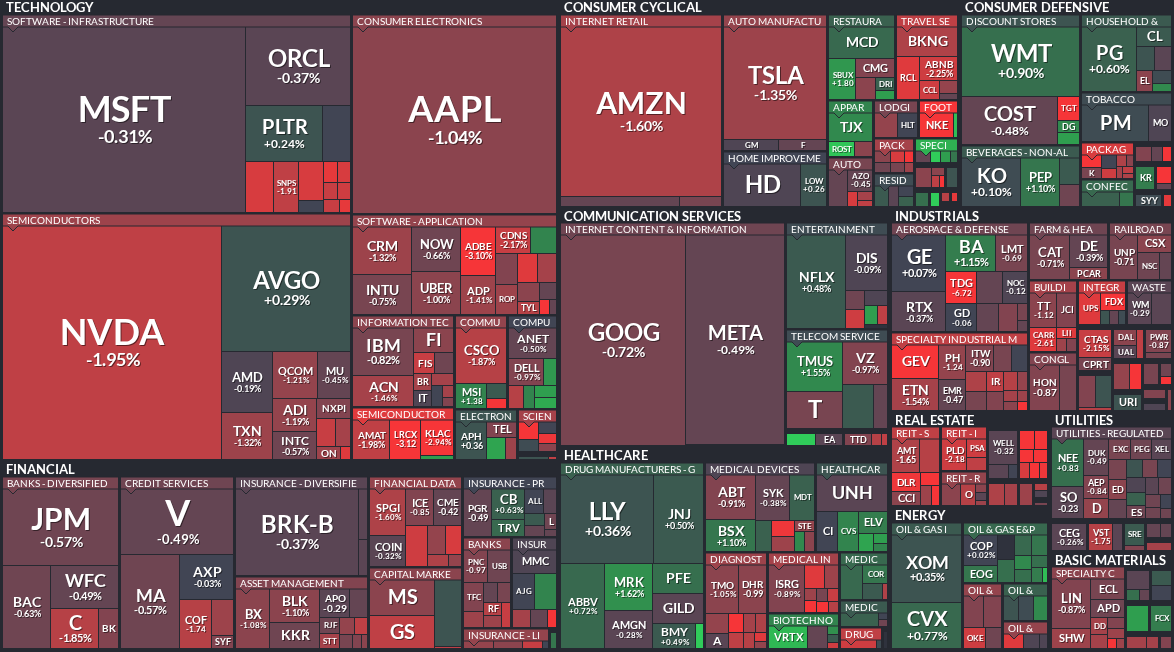 TECHNOLOGY
SOFTWARE - INFRASTRUCTURE
MSFT
-0.31%
ORCL
-0.37%
PLTR
+0.24%
SNPS
-1.91
CONSUMER ELECTRONICS
AAPL
-1.04%
SEMICONDUCTORS
NVDA
-1.95%
AVGO
+0.29%
AMD
-0.19%
QCOM
-1.21%
MU
-0.45%
ADI
-1.19%
NXPI
TXN
-1.32%
INTC
-0.57%
ON
SOFTWARE - APPLICATION
CRM
-1.32%
NOW
-0.66%
ADBE
-3.10%
CDNS
-2.17%
INTU
-0.75%
UBER
-1.00%
ADP
-1.41%
ROP
TYL
INFORMATION TEC
IBM
-0.82%
FI
FIS
ACN
-1.46%
BR
IT
COMMU
CSCO
-1.87%
MSI
+1.38
COMPU
ANET
-0.50%
DELL
-0.97%
SEMICONDUCTOR
AMAT
-1.98%
LRCX
-3.12
KLAC
-2.94%
ELECTRON
APH
+0.36
TEL
SCIEN
CONSUMER CYCLICAL
INTERNET RETAIL
AMZN
-1.60%
AUTO MANUFACTU
TSLA
-1.35%
GM
F
HOME IMPROVEME
HD
LOW
+0.26
RESTAURA
MCD
SBUX
+1.80
CMG
DRI
TRAVEL SE
BKNG
RCL
ABNB
-2.25%
CCL
APPAR
TJX
ROST
LODGI
HLT
FOOT
NKE
PACK
SPECI
AUTO
AZO
-0.45
RESID
CONSUMER DEFENSIVE
DISCOUNT STORES
WMT
+0.90%
COST
-0.48%
TGT
DG
HOUSEHOLD &
PG
+0.60%
CL
EL
TOBACCO
PM
MO
BEVERAGES - NON-AL
KO
+0.10%
PEP
+1.10%
PACKAG
K
KR
CONFEC
SYY
COMMUNICATION SERVICES
INTERNET CONTENT & INFORMATION
GOOG
-0.72%
META
-0.49%
ENTERTAINMENT
NFLX
+0.48%
DIS
-0.09%
TELECOM SERVICE
TMUS
+1.55%
VZ
-0.97%
T
EA
TTD
INDUSTRIALS
AEROSPACE & DEFENSE
GE
+0.07%
BA
+1.15%
LMT
-0.69
TDG
-6.72
NOC
-0.12
RTX
-0.37%
GD
-0.06
FARM & HEA
CAT
-0.71%
DE
-0.39%
PCAR
RAILROAD
UNP
-0.71
CSX
NSC
BUILDI
TT
-1.12
JCI
CARR
-2.61
LII
INTEGR
UPS
FDX
WASTE
WM
-0.29
SPECIALTY INDUSTRIAL M
GEV
PH
-1.24
ITW
-0.90
ETN
-1.54%
EMR
-0.47
IR
CONGL
HON
-0.87
CTAS
-2.15%
CPRT
DAL
UAL
PWR
-0.87
URI
FINANCIAL
BANKS - DIVERSIFIED
JPM
-0.57%
BAC
-0.63%
WFC
-0.49%
C
-1.85%
BK
CREDIT SERVICES
V
-0.49%
MA
-0.57%
AXP
-0.03%
COF
-1.74
SYF
INSURANCE - DIVERSIFIE
BRK-B
-0.37%
ASSET MANAGEMENT
BX
-1.08%
BLK
-1.10%
KKR
APO
-0.29
RJF
STT
FINANCIAL DATA
SPGI
-1.60%
ICE
-0.85
CME
-0.42
COIN
-0.32%
CAPITAL MARKE
MS
GS
INSURANCE - PR
PGR
-0.49
CB
+0.63%
ALL
TRV
L
BANKS
PNC
-0.97
USB
TFC
RF
INSUR
MMC
AJG
INSURANCE - LI
HEALTHCARE
DRUG MANUFACTURERS - G
LLY
+0.36%
JNJ
+0.50%
ABBV
+0.72%
MRK
+1.62%
PFE
AMGN
-0.28%
GILD
BMY
+0.49%
MEDICAL DEVICES
ABT
-0.91%
SYK
-0.38%
MDT
BSX
+1.10%
STE
HEALTHCAR
UNH
CI
CVS
ELV
DIAGNOST
TMO
-1.05%
DHR
-0.99
A
MEDICAL IN
ISRG
-0.89%
MEDIC
COR
MEDIC
BIOTECHNO
VRTX
DRUG
REAL ESTATE
REIT - S
AMT
-1.65
DLR
CCI
REIT - I
PLD
-2.18
PSA
WELL
-0.32
REIT - R
O
UTILITIES
UTILITIES - REGULATED
NEE
+0.83
DUK
-0.49
EXC
PEG
XEL
SO
-0.23
AEP
-0.84
ED
D
ES
CEG
-0.26%
VST
-1.75
SRE
ENERGY
OIL & GAS I
XOM
+0.35%
CVX
+0.77%
OIL & GAS E&P
COP
+0.02%
EOG
OIL &
OIL &
OKE
OIL &
BASIC MATERIALS
SPECIALTY C
LIN
-0.87%
ECL
APD
DD
SHW
FCX